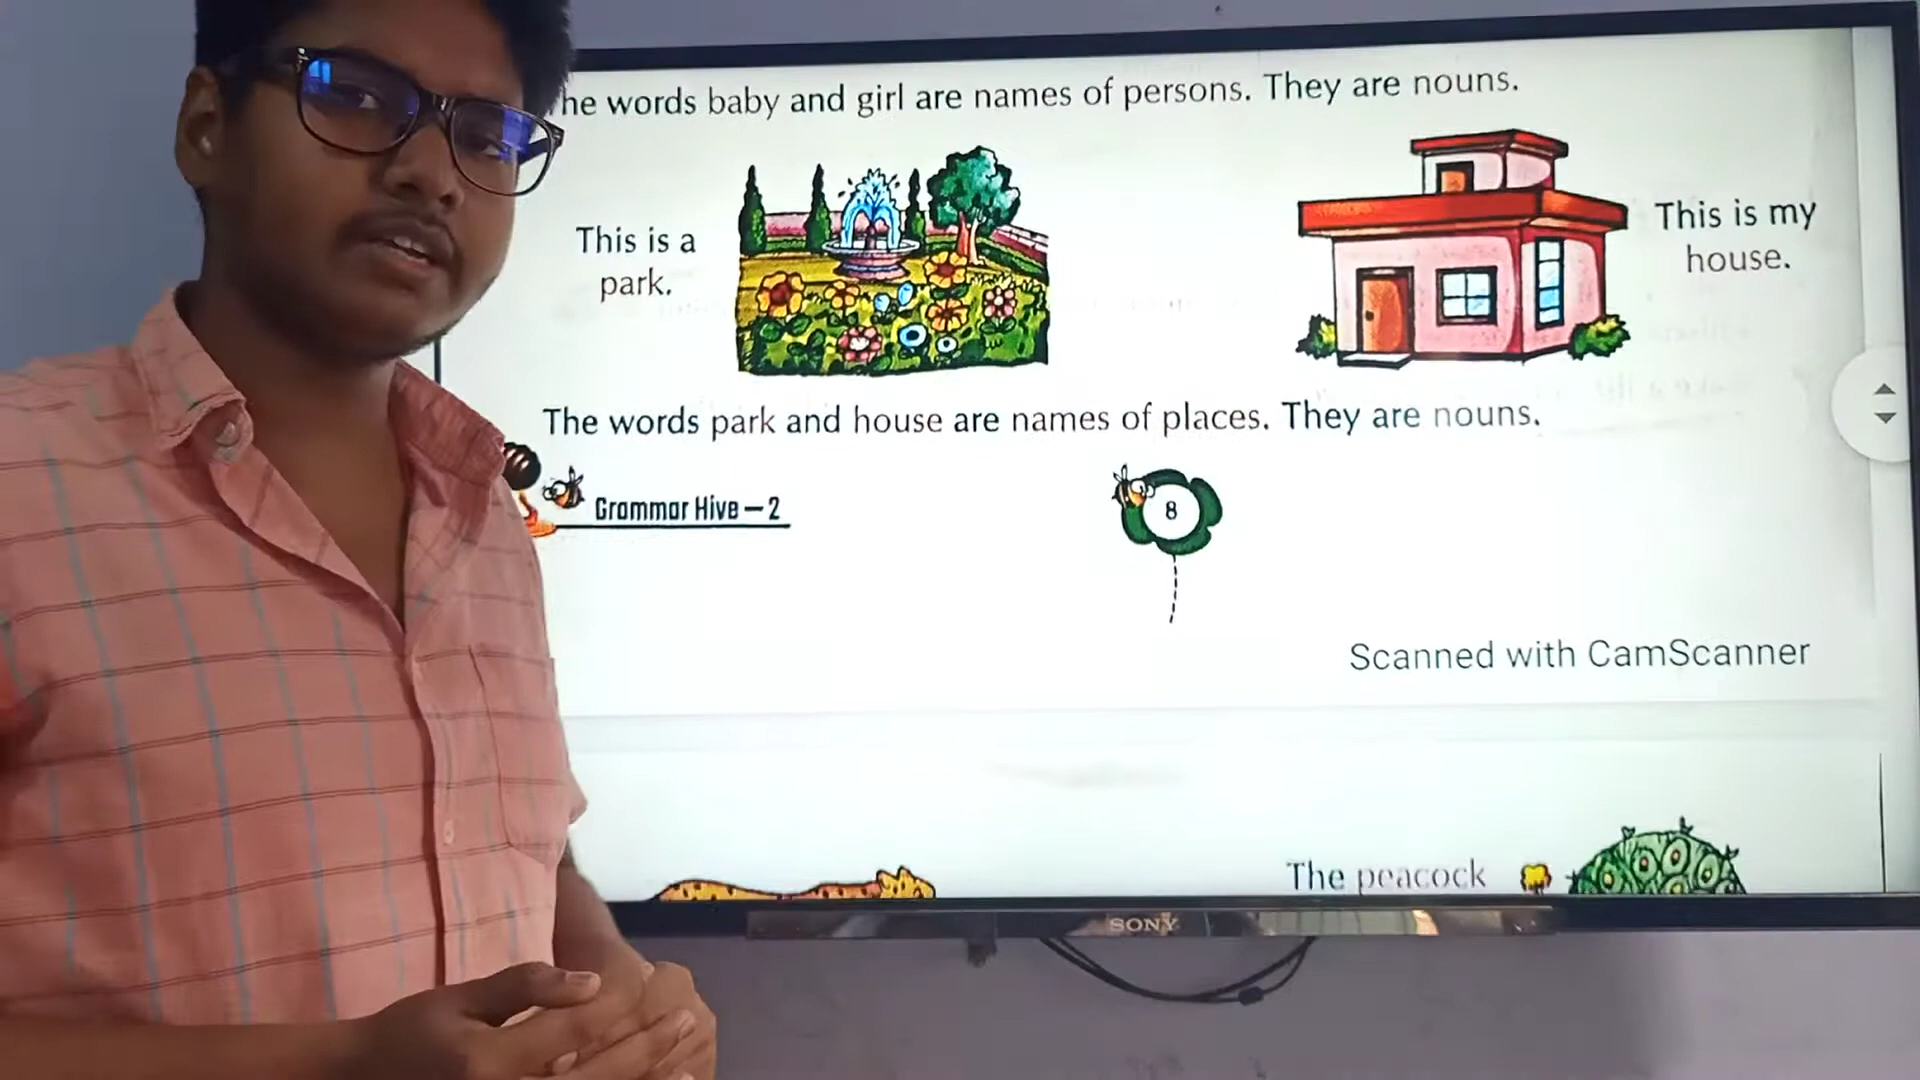 he words baby and girl are names of persons. They are nouns.
This is a
park.
This is my
house.
The words park and house are names of places. They are nouns.
Grammar Hive – 2
8
Scanned with CamScanner
The peacock
SONY